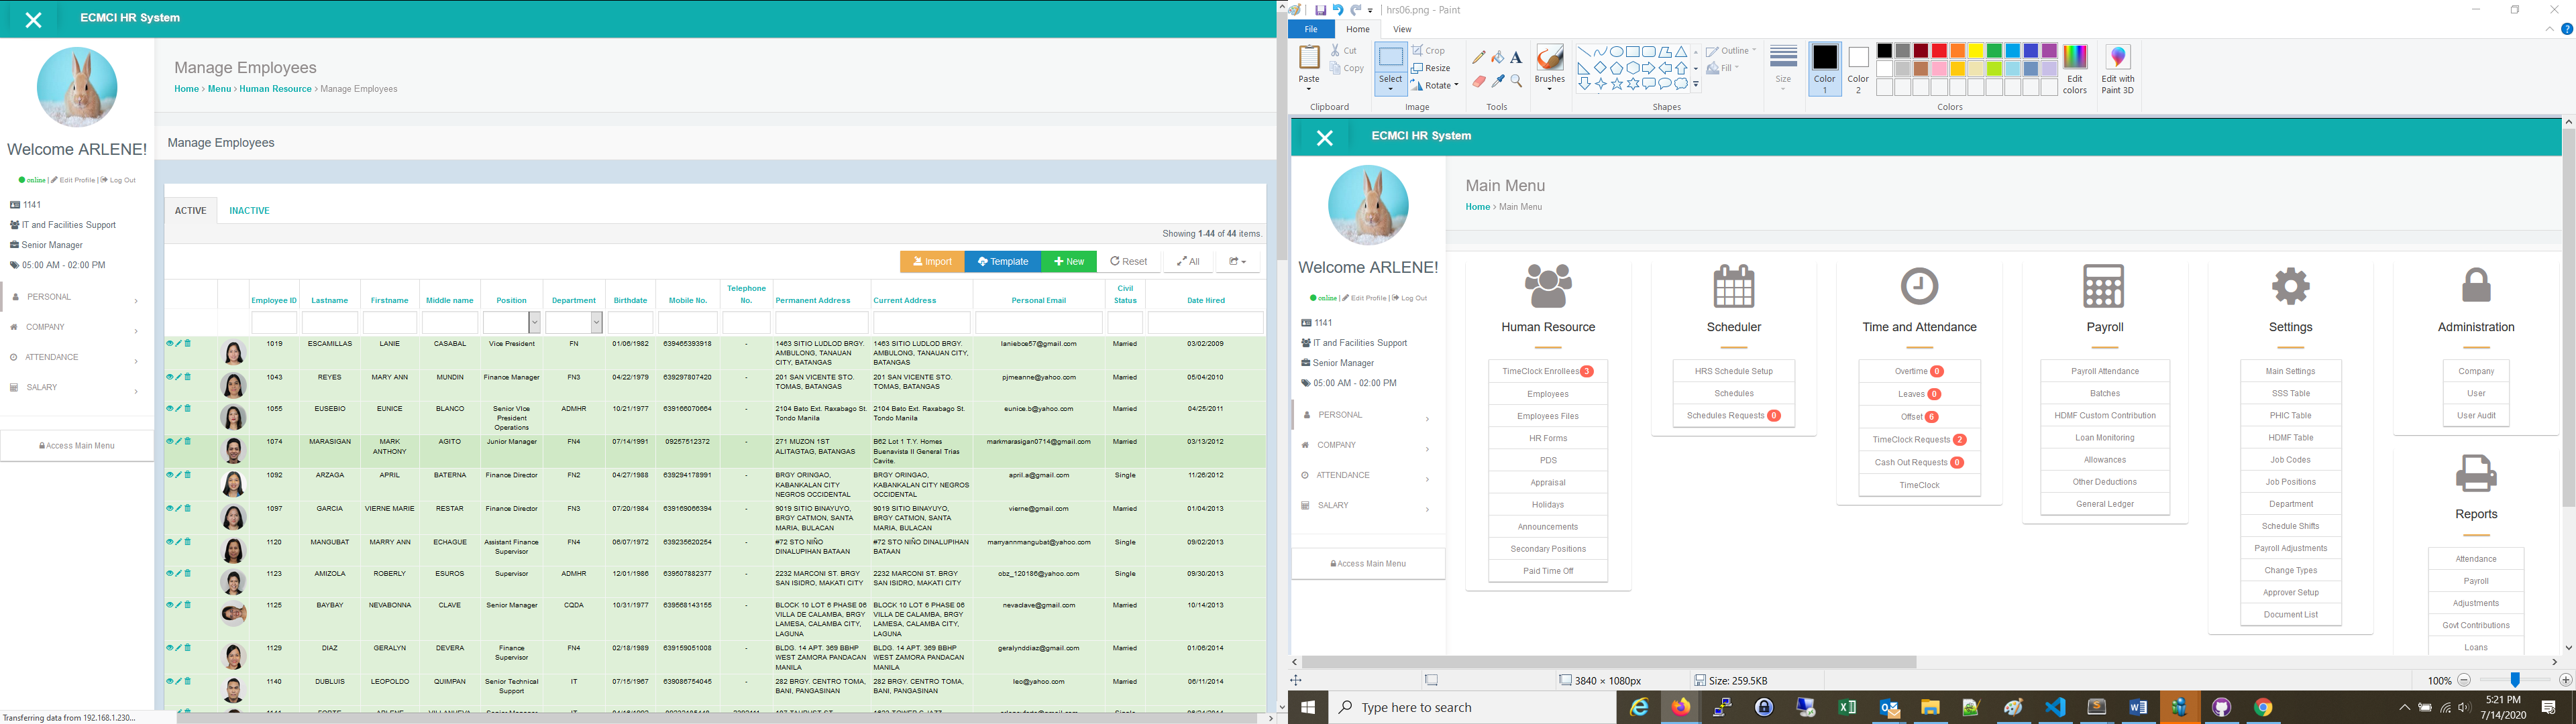 ECMCI HR System
Manage Employees
Home > Menu > Human Resource > Manage Employees
Welcome ARLENE!
online | Edit Profile | Log Out
1141
IT and Facilities Support
Senior Manager
05:00 AM - 02:00 PM
PERSONAL
COMPANY
ATTENDANCE
SALARY
Access Main Menu
Manage Employees
ACTIVE INACTIVE
Showing 1-44 of 44 items.
Import Template New Reset All
Employee ID Lastname Firstname Middle name Position Department Birthdate Mobile No. Telephone No. Permanent Address Current Address Personal Email Civil Status Date Hired
1019 ESCAMILLAS LANIE CASABAL Vice President FN 01/06/1982 639466393918 - 1463 SITIO LUDLOD BRGY. AMBULONG, TANAUAN CITY, BATANGAS 1463 SITIO LUDLOD BRGY. AMBULONG, TANAUAN CITY, BATANGAS laniebce57@gmail.com Married 03/02/2009
1043 REYES MARY ANN MUNDIN Finance Manager FN3 04/22/1979 639297807420 - 201 SAN VICENTE STO. TOMAS, BATANGAS 201 SAN VICENTE STO. TOMAS, BATANGAS pjmeanne@yahoo.com Married 05/04/2010
1055 EUSEBIO EUNICE BLANCO Senior Vice President Operations ADMHR 10/21/1977 639166070664 - 2104 Bato Ext. Raxabago St. Tondo Manila 2104 Bato Ext. Raxabago St. Tondo Manila eunice.b@yahoo.com Married 04/25/2011
1074 MARASIGAN MARK ANTHONY AGITO Junior Manager FN4 07/14/1991 09257512372 - 271 MUZON 1ST ALITAGTAG, BATANGAS B62 Lot 1 T.Y. Homes Buenavista II General Trias Cavite. markmarasigan0714@gmail.com Married 03/13/2012
1092 ARZAGA APRIL BATERNA Finance Director FN2 04/27/1988 639294178991 - BRGY ORINGAO, KABANKALAN CITY NEGROS OCCIDENTAL BRGY ORINGAO, KABANKALAN CITY NEGROS OCCIDENTAL april.a@gmail.com Single 11/26/2012
1097 GARCIA VIERNE MARIE RESTAR Finance Director FN3 07/20/1984 639169066394 - 9019 SITIO BINAYUYO, BRGY CATMON, SANTA MARIA, BULACAN 9019 SITIO BINAYUYO, BRGY CATMON, SANTA MARIA, BULACAN vierne@gmail.com Married 01/04/2013
1120 MANGUBAT MARRY ANN ECHAGUE Assistant Finance Supervisor FN4 06/07/1972 639235620254 - #72 STO NIÑO DINALUPIHAN BATAAN #72 STO NIÑO DINALUPIHAN BATAAN marryannmangubat@yahoo.com Single 09/02/2013
1123 AMIZOLA ROBERLY ESUROS Supervisor ADMHR 12/01/1986 639507882377 - 2232 MARCONI ST. BRGY SAN ISIDRO, MAKATI CITY 2232 MARCONI ST. BRGY SAN ISIDRO, MAKATI CITY obz_120186@yahoo.com Single 09/30/2013
1125 BAYBAY NEVABONNA CLAVE Senior Manager CQDA 10/31/1977 639568143155 - BLOCK 10 LOT 6 PHASE 06 VILLA DE CALAMBA, BRGY LAMESA, CALAMBA CITY, LAGUNA BLOCK 10 LOT 6 PHASE 06 VILLA DE CALAMBA, BRGY LAMESA, CALAMBA CITY, LAGUNA nevaclave@gmail.com Married 10/14/2013
1129 DIAZ GERALYN DEVERA Finance Supervisor FN4 02/18/1989 639159051008 - BLDG. 14 APT. 369 BBHP WEST ZAMORA PANDACAN MANILA BLDG. 14 APT. 369 BBHP WEST ZAMORA PANDACAN MANILA geralynddiaz@gmail.com Married 01/06/2014
1140 DUBLUIS LEOPOLDO QUIMPAN Senior Technical Support IT 07/15/1967 639086754045 - 282 BRGY. CENTRO TOMA, BANI, PANGASINAN 282 BRGY. CENTRO TOMA, BANI, PANGASINAN leo@yahoo.com Married 06/11/2014
Transferring data from 192.168.1.230...
hrs06.png - Paint
File Home View
Paste Cut Copy Clipboard
Select Crop Resize Rotate Image
Tools
Brushes
Shapes Outline Fill
Size
Color 1 Color 2 Colors Edit colors
Edit with Paint 3D
ECMCI HR System
Main Menu
Home > Main Menu
Welcome ARLENE!
online | Edit Profile | Log Out
1141
IT and Facilities Support
Senior Manager
05:00 AM - 02:00 PM
PERSONAL
COMPANY
ATTENDANCE
SALARY
Access Main Menu
Human Resource
TimeClock Enrollees 3
Employees
Employees Files
HR Forms
PDS
Appraisal
Holidays
Announcements
Secondary Positions
Paid Time Off
Scheduler
HRS Schedule Setup
Schedules
Schedules Requests 0
Time and Attendance
Overtime 0
Leaves 0
Offset 6
TimeClock Requests 2
Cash Out Requests 0
TimeClock
Payroll
Payroll Attendance
Batches
HDMF Custom Contribution
Loan Monitoring
Allowances
Other Deductions
General Ledger
Settings
Main Settings
SSS Table
PHIC Table
HDMF Table
Job Codes
Job Positions
Department
Schedule Shifts
Payroll Adjustments
Change Types
Approver Setup
Document List
Administration
Company
User
User Audit
Reports
Attendance
Payroll
Adjustments
Govt Contributions
Loans
3840 × 1080px
Size: 259.5KB
100%
Type here to search
5:21 PM
7/14/2020